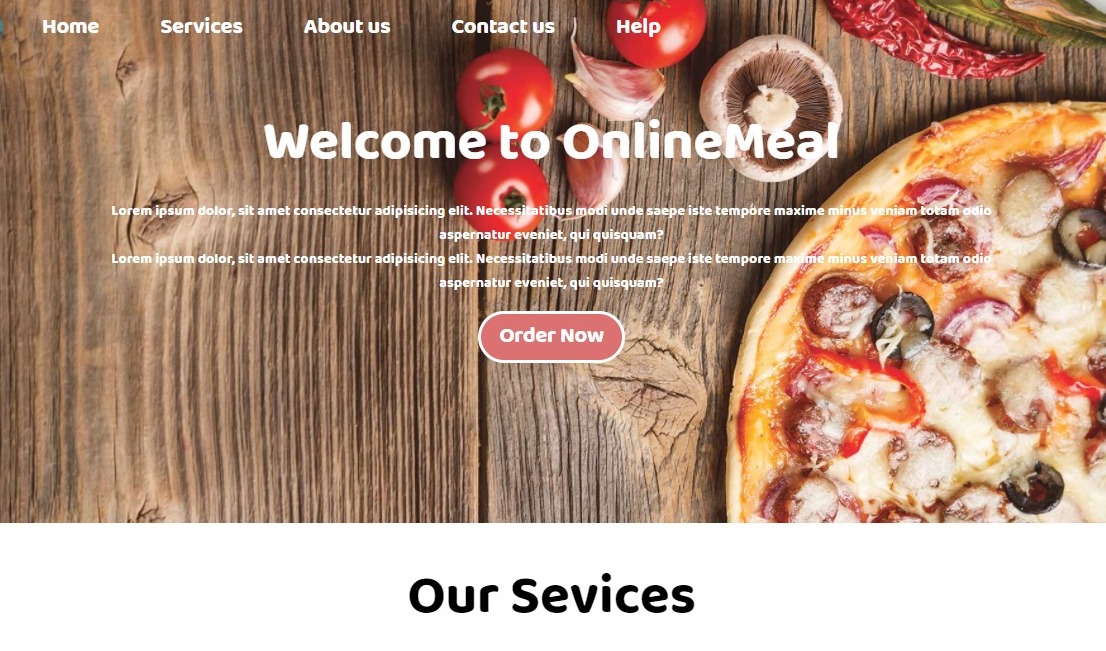 Home Services About us Contact us Help
Welcome to OnlineMeal
Lorem ipsum dolor, sit amet consectetur adipisicing elit. Necessitatibus modi unde saepe iste tempore maxime minus veniam totam odio
aspernatur eveniet, qui quisquam?
Lorem ipsum dolor, sit amet consectetur adipisicing elit. Necessitatibus modi unde saepe iste tempore maxime minus veniam totam odio
aspernatur eveniet, qui quisquam?
Order Now
Our Sevices